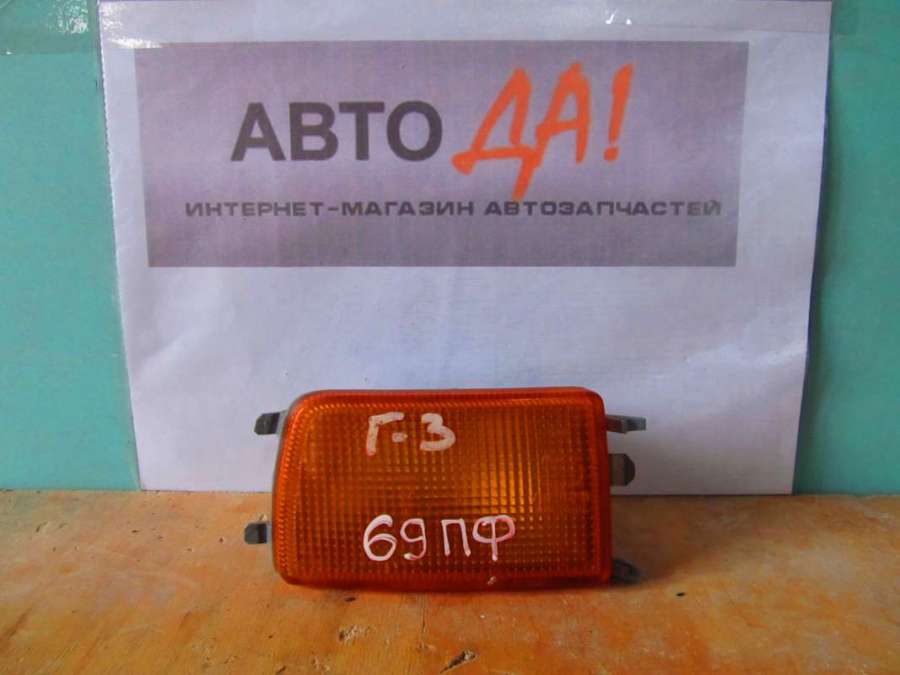 АВТО ДА!
ИНТЕРНЕТ-МАГАЗИН АВТОЗАПЧАСТЕЙ
Г-3
69ПФ